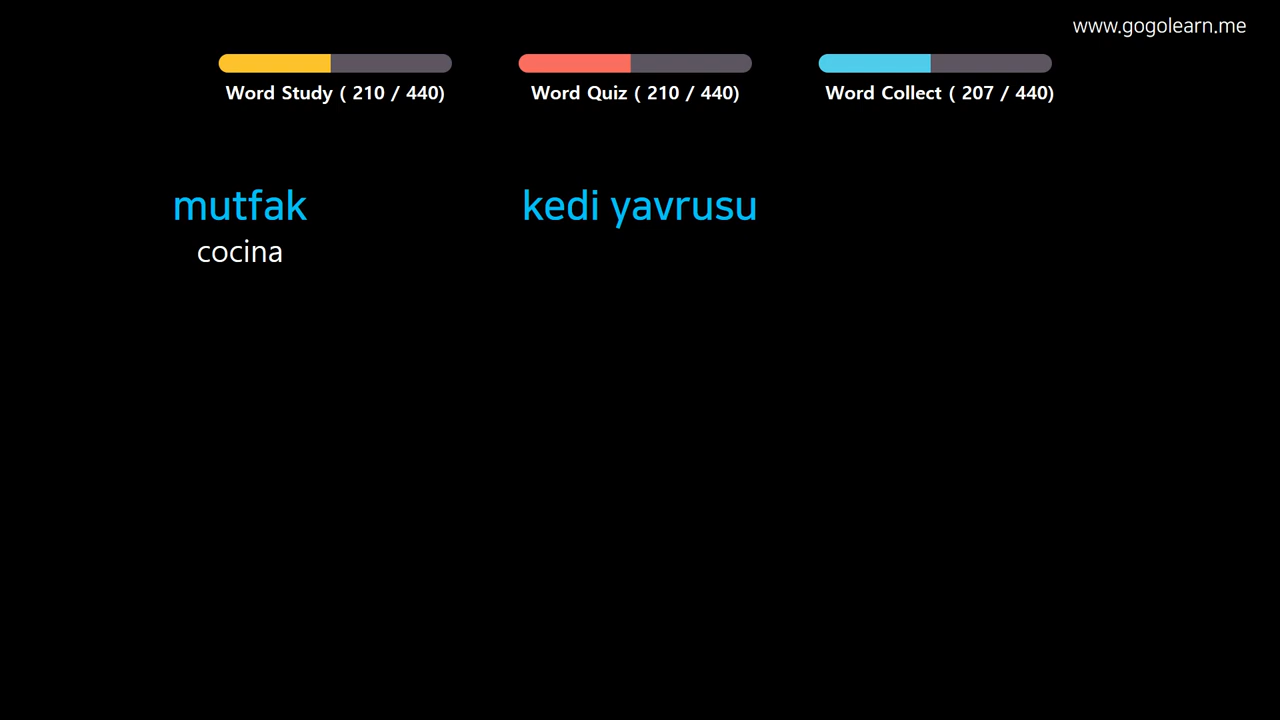 www.gogolearn.me
Word Study ( 210 / 440)
Word Quiz ( 210 / 440)
Word Collect ( 207 / 440)
mutfak
cocina
kedi yavrusu